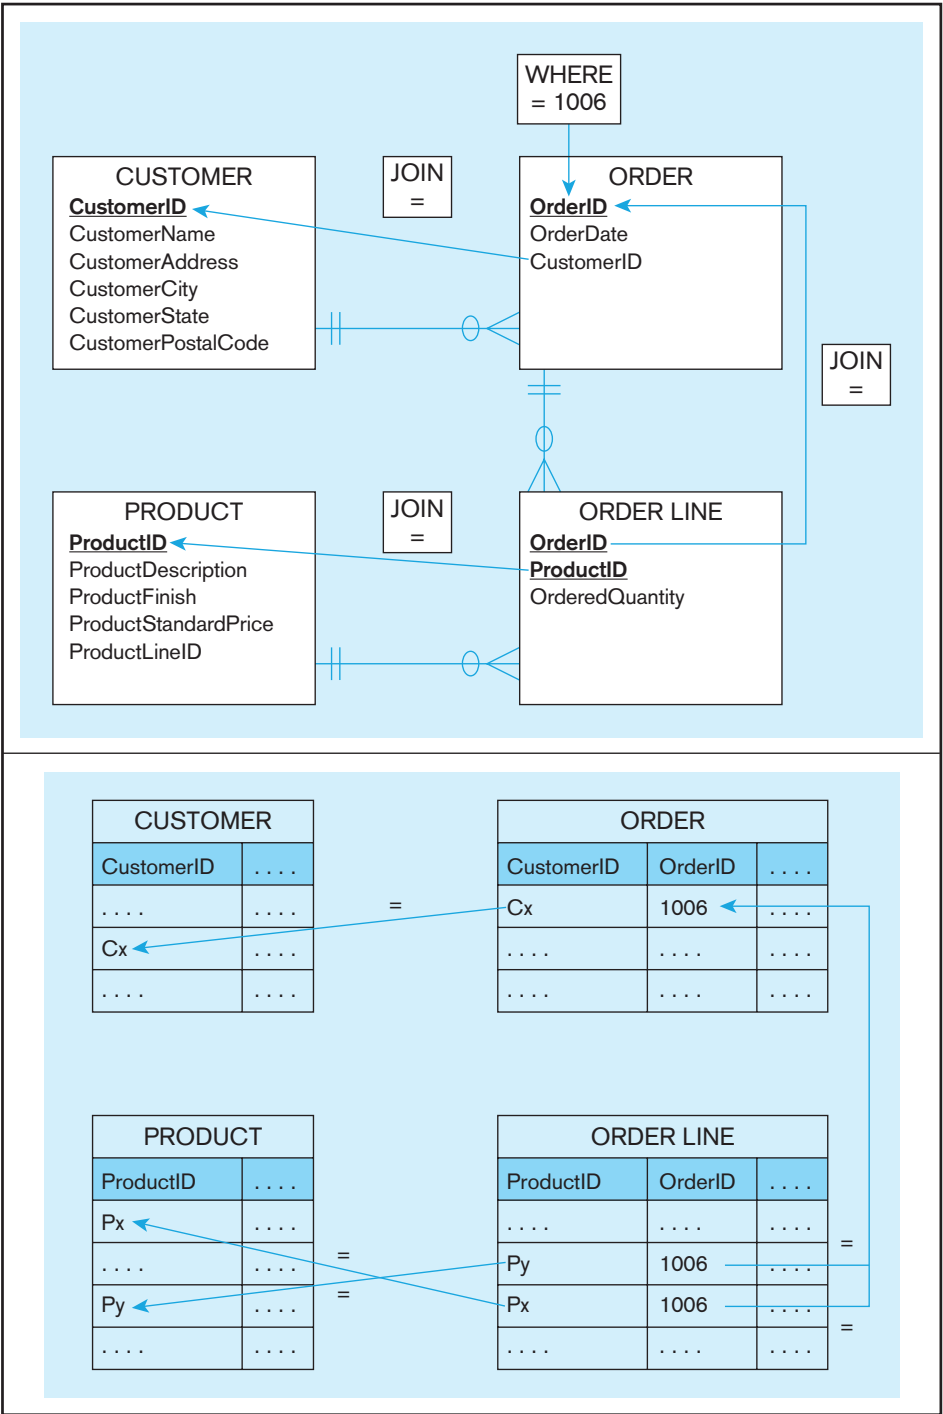 WHERE
= 1006
CUSTOMER
CustomerID
CustomerName
CustomerAddress
CustomerCity
CustomerState
CustomerPostalCode
JOIN
=
ORDER
OrderID
OrderDate
CustomerID
JOIN
=
PRODUCT
ProductID
ProductDescription
ProductFinish
ProductStandardPrice
ProductLineID
JOIN
=
ORDER LINE
OrderID
ProductID
OrderedQuantity
CUSTOMER
CustomerID . . . .
. . . . . . . .
Cx . . . .
. . . . . . . .
=
ORDER
CustomerID OrderID . . . .
Cx 1006 . . . .
. . . . . . . . . . . .
. . . . . . . . . . . .
PRODUCT
ProductID . . . .
Px . . . .
. . . . . . . .
Py . . . .
. . . . . . . .
=
=
ORDER LINE
ProductID OrderID . . . .
. . . . . . . . . . . .
Py 1006 . . . .
Px 1006 . . . .
. . . . . . . . . . . .
=
=